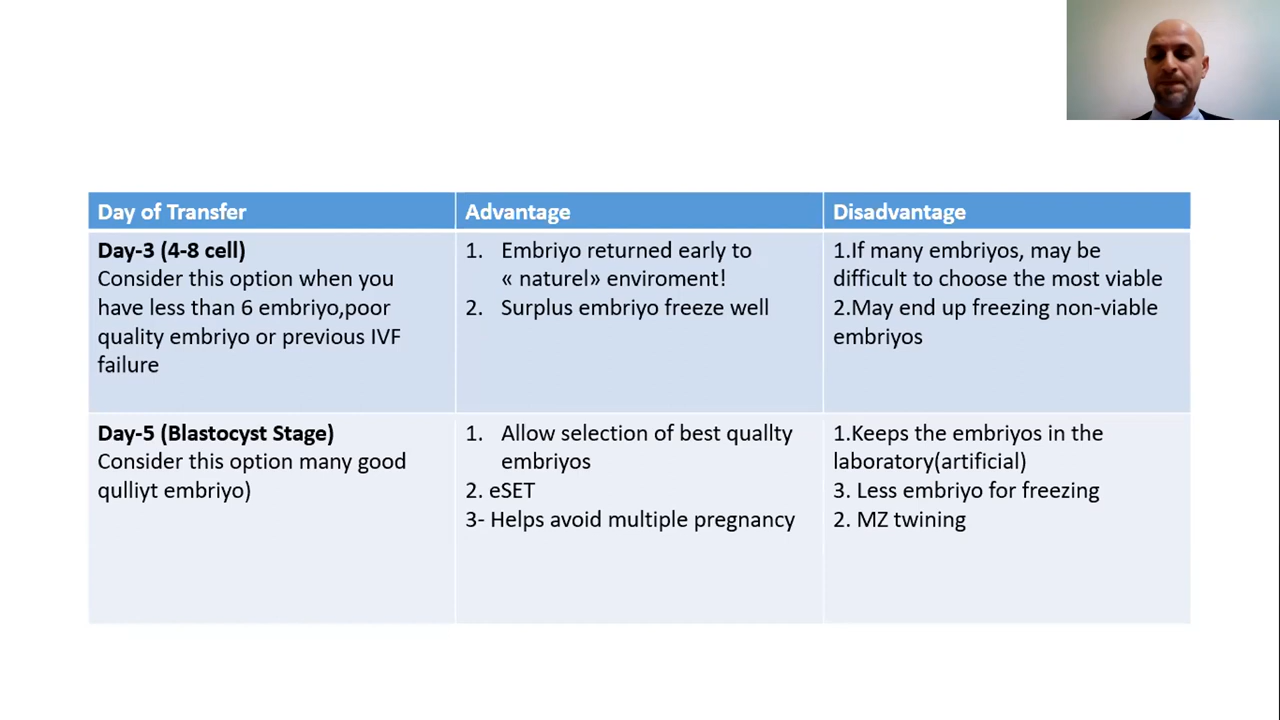 Day of Transfer
Advantage
Disadvantage
Day-3 (4-8 cell)
Consider this option when you
have less than 6 embriyo,poor
quality embriyo or previous IVF
failure
1. Embriyo returned early to
« naturel» enviroment!
2. Surplus embriyo freeze well
1.If many embriyos, may be
difficult to choose the most viable
2.May end up freezing non-viable
embriyos
Day-5 (Blastocyst Stage)
Consider this option many good
qulliyt embriyo)
1. Allow selection of best quallty
embriyos
2. eSET
3- Helps avoid multiple pregnancy
1.Keeps the embriyos in the
laboratory(artificial)
3. Less embriyo for freezing
2. MZ twining